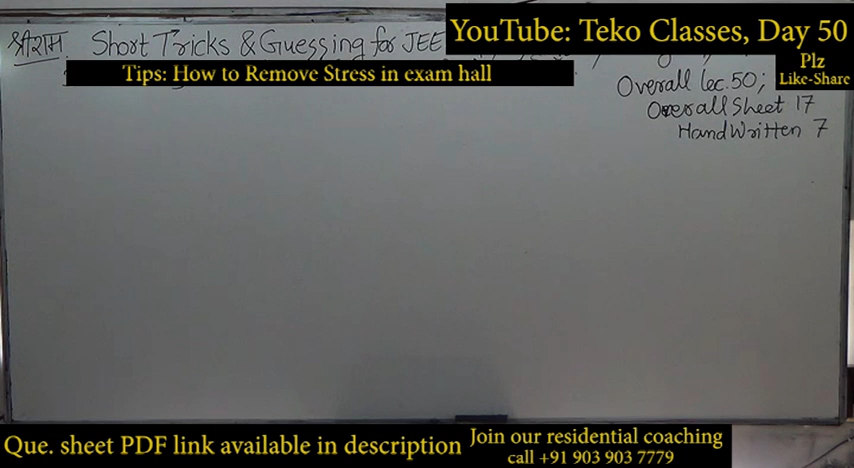 श्रीराम Short Tricks & Guessing for JEE
YouTube: Teko Classes, Day 50
Plz
Like-Share
Tips: How to Remove Stress in exam hall
Overall Lec. 50;
Overall Sheet 17
HandWritten 7
Que. sheet PDF link available in description
Join our residential coaching
call +91 903 903 7779